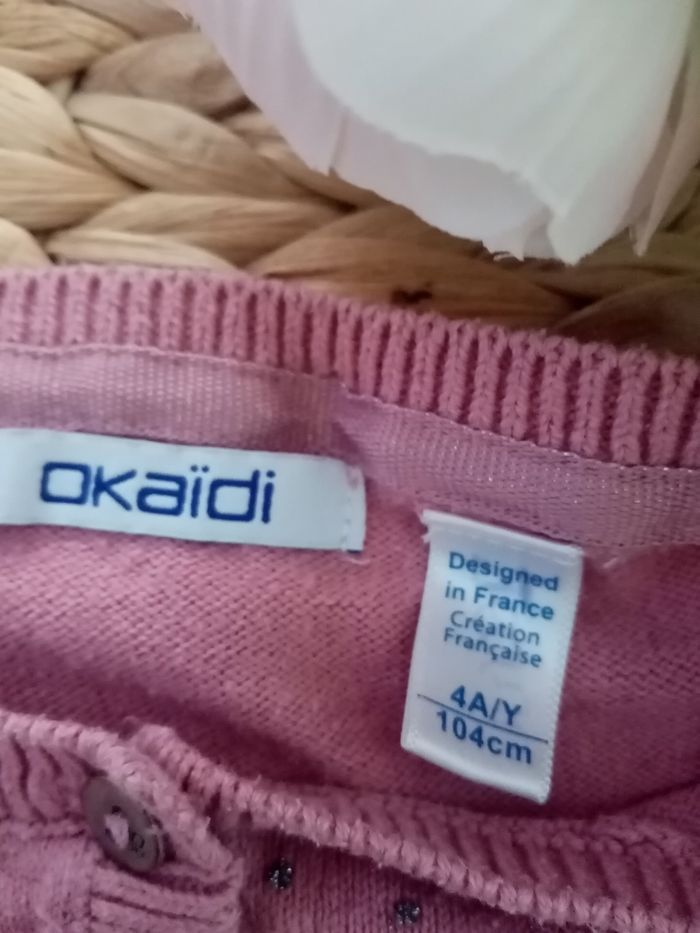 OKaïdi
Designed
in France
Création
Française
4A/Y
104cm